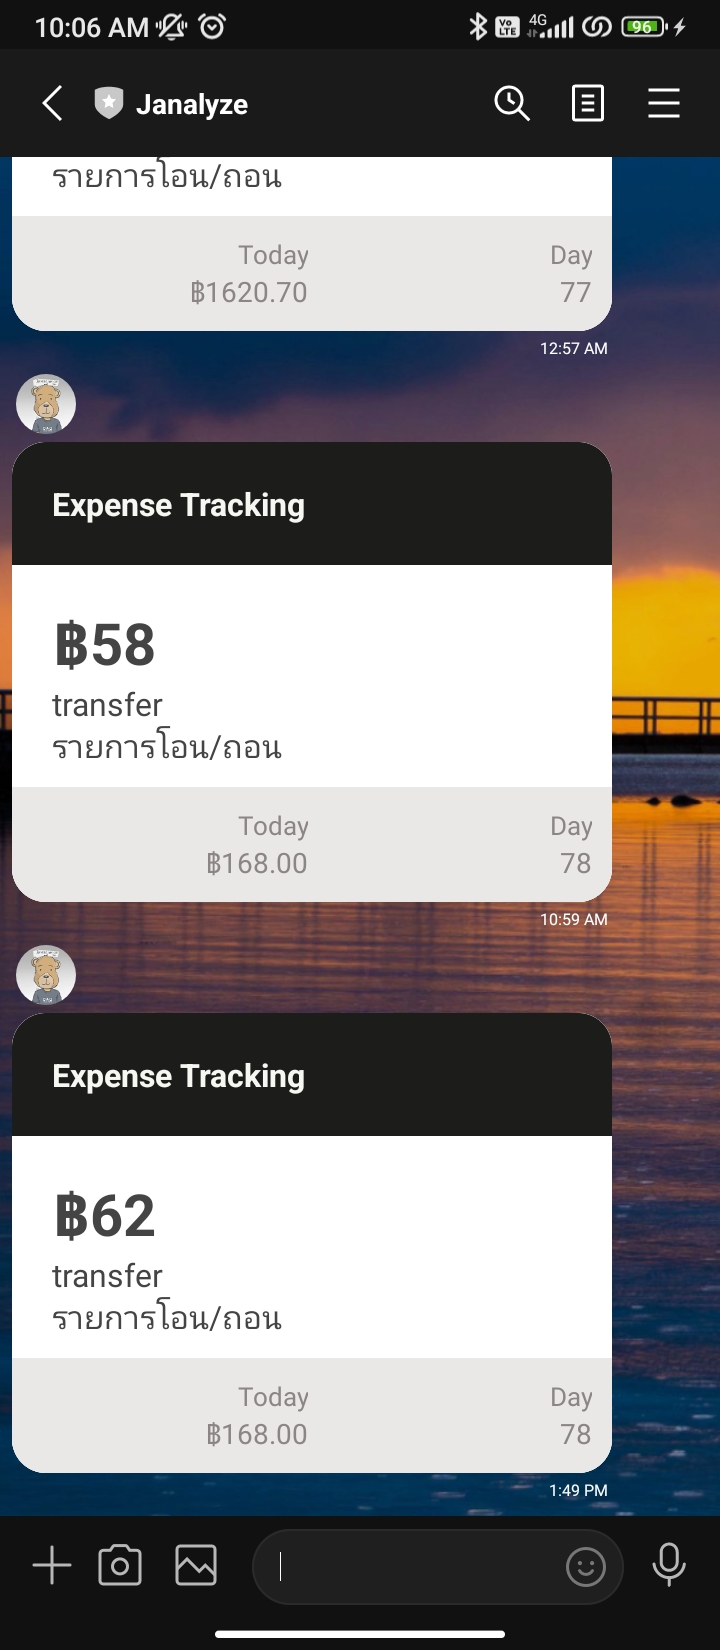 10:06 AM
Vo LTE 4G 96
Janalyze
รายการโอน/ถอน
Today Day
฿1620.70 77
12:57 AM
Expense Tracking
฿58
transfer
รายการโอน/ถอน
Today Day
฿168.00 78
10:59 AM
Expense Tracking
฿62
transfer
รายการโอน/ถอน
Today Day
฿168.00 78
1:49 PM